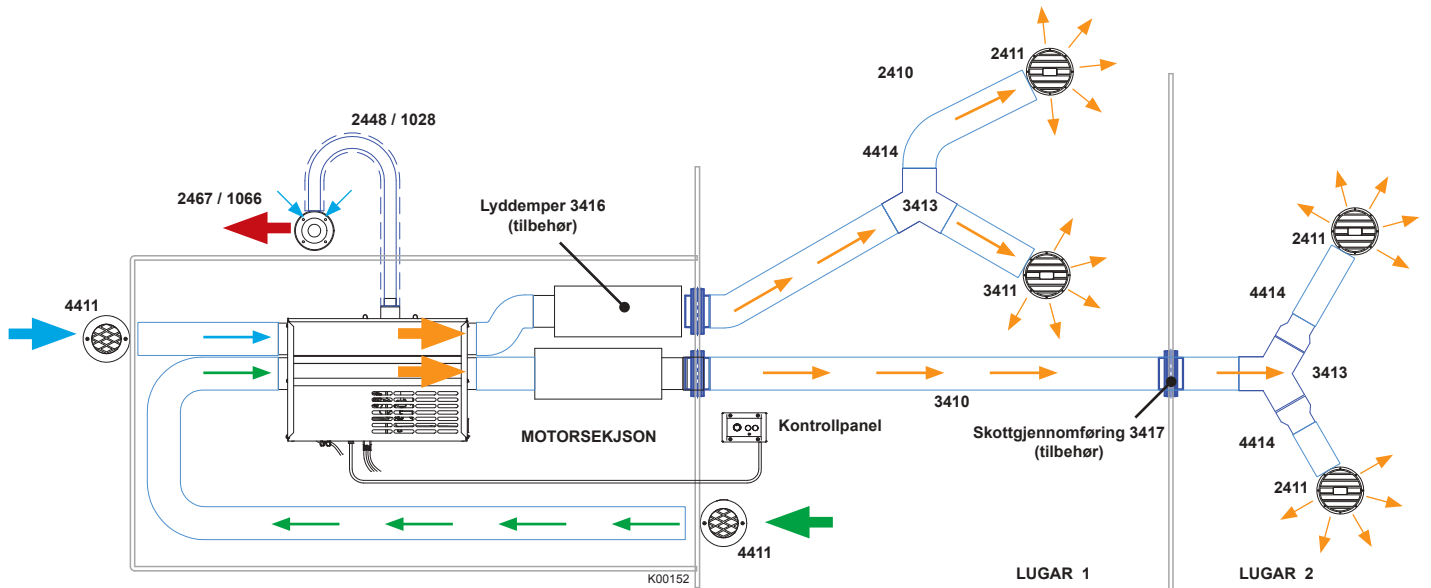 2411
2410
2448 / 1028
4414
2467 / 1066
Lyddemper 3416
(tilbehør)
3413
2411
3411
4411
4414
3413
3410
MOTORSEKJSON
Kontrollpanel
Skottgjennomføring 3417
(tilbehør)
4414
2411
4411
K00152
LUGAR 1
LUGAR 2